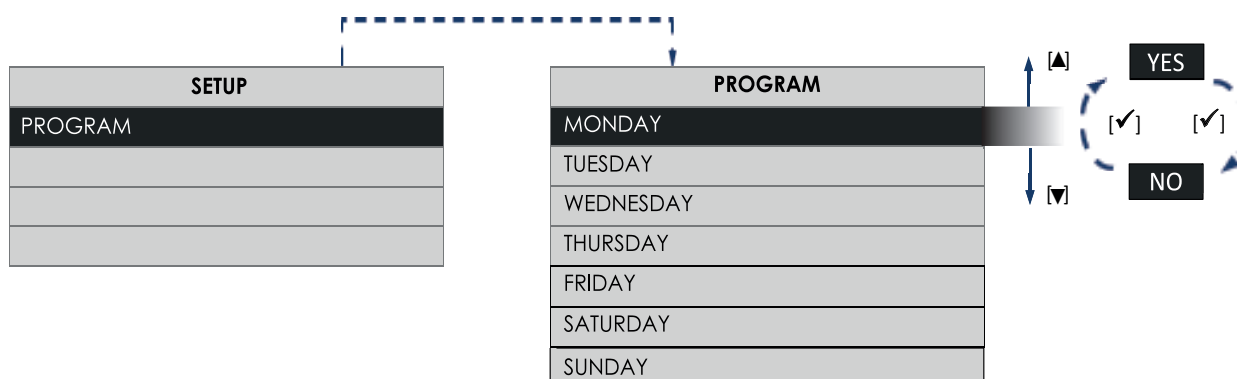 SETUP
PROGRAM
PROGRAM
MONDAY
TUESDAY
WEDNESDAY
THURSDAY
FRIDAY
SATURDAY
SUNDAY
[▲]
YES
[✔] [✔]
NO
[▼]